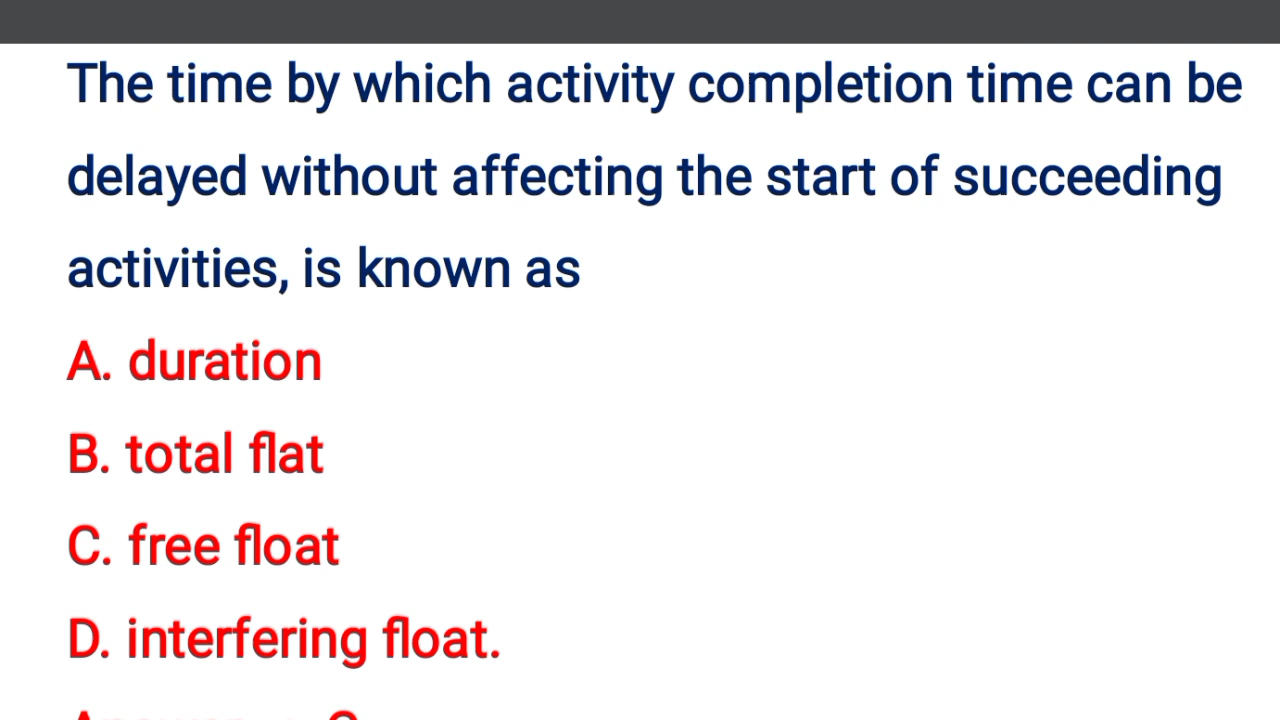 The time by which activity completion time can be
delayed without affecting the start of succeeding
activities, is known as
A. duration
B. total flat
C. free float
D. interfering float.